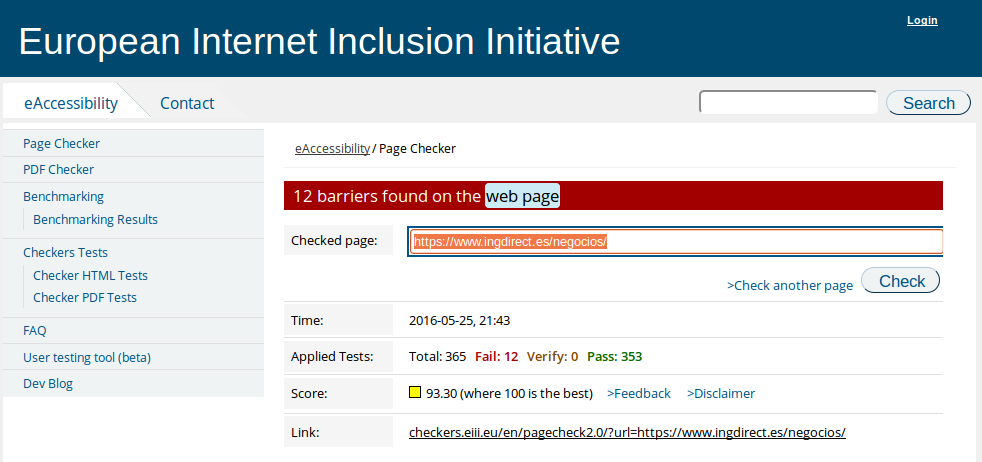 Login
European Internet Inclusion Initiative
eAccessibility Contact Search
Page Checker
PDF Checker
Benchmarking
Benchmarking Results
Checkers Tests
Checker HTML Tests
Checker PDF Tests
FAQ
User testing tool (beta)
Dev Blog
eAccessibility / Page Checker
12 barriers found on the web page
Checked page: https://www.ingdirect.es/negocios/
>Check another page Check
Time: 2016-05-25, 21:43
Applied Tests: Total: 365 Fail: 12 Verify: 0 Pass: 353
Score: 93.30 (where 100 is the best) >Feedback >Disclaimer
Link: checkers.eiii.eu/en/pagecheck2.0/?url=https://www.ingdirect.es/negocios/